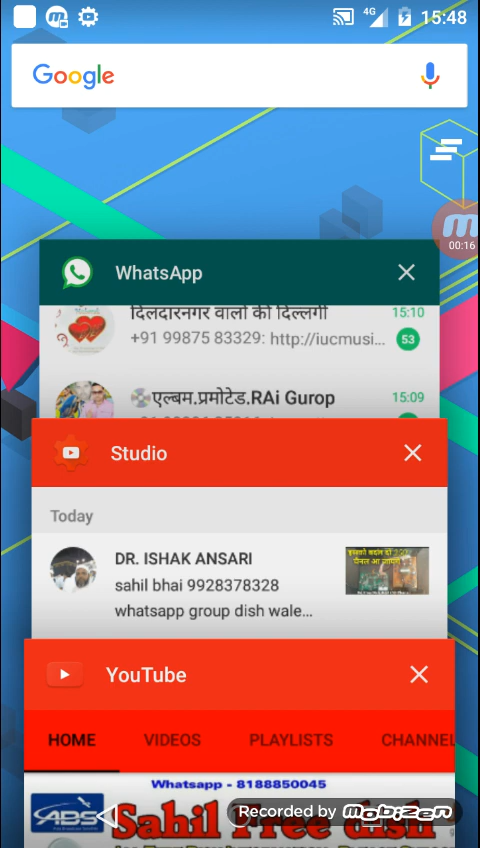 4G
15:48
Google
00:16
WhatsApp
दिलदारनगर वालो की दिल्लगी
15:10
+91 99875 83329: http://iucmusi...
53
एल्बम.प्रमोटेड.RAi Gurop
15:09
Studio
Today
DR. ISHAK ANSARI
sahil bhai 9928378328
whatsapp group dish wale...
YouTube
HOME
VIDEOS
PLAYLISTS
CHANNEL
Whatsapp - 8188850045
ABS
Sahil Free dish
Recorded by mobizen